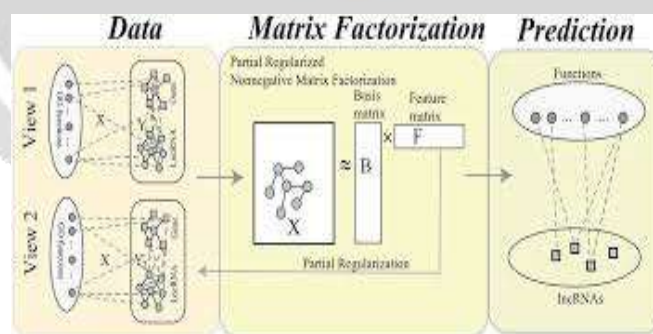 Data
Matrix Factorization
Prediction
View 1
X
Partial Regularized
Nonnegative Matrix Factorization
Basis
matrix
Feature
matrix
X
≈
B
x
F
Partial Regularization
View 2
X
Functions
lncRNAs